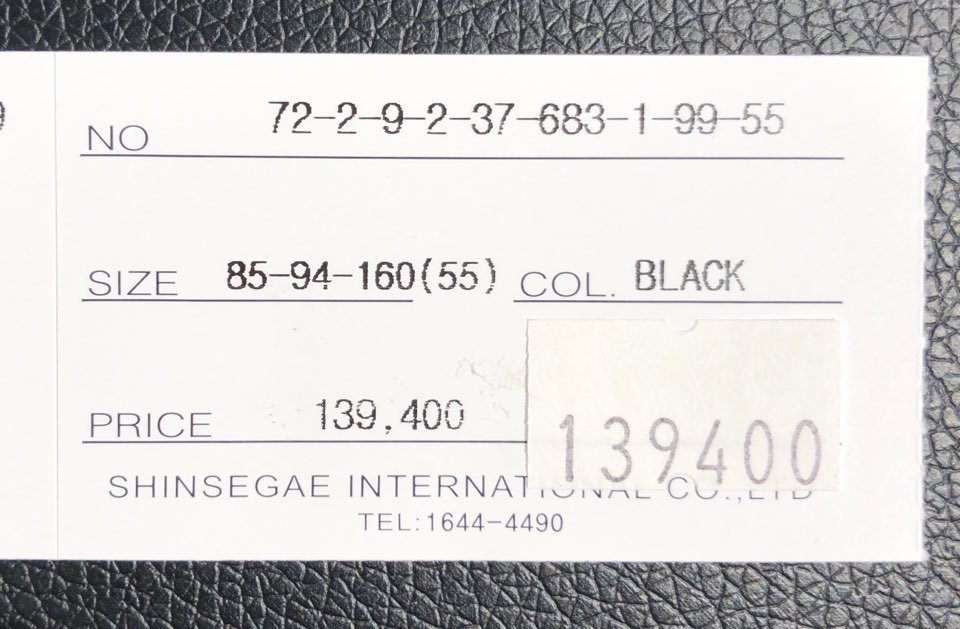 NO 72-2-9-2-37-683-1-99-55
SIZE 85-94-160(55) COL. BLACK
PRICE 139,400
139400
SHINSEGAE INTERNATIONAL CO.,LTD
TEL:1644-4490